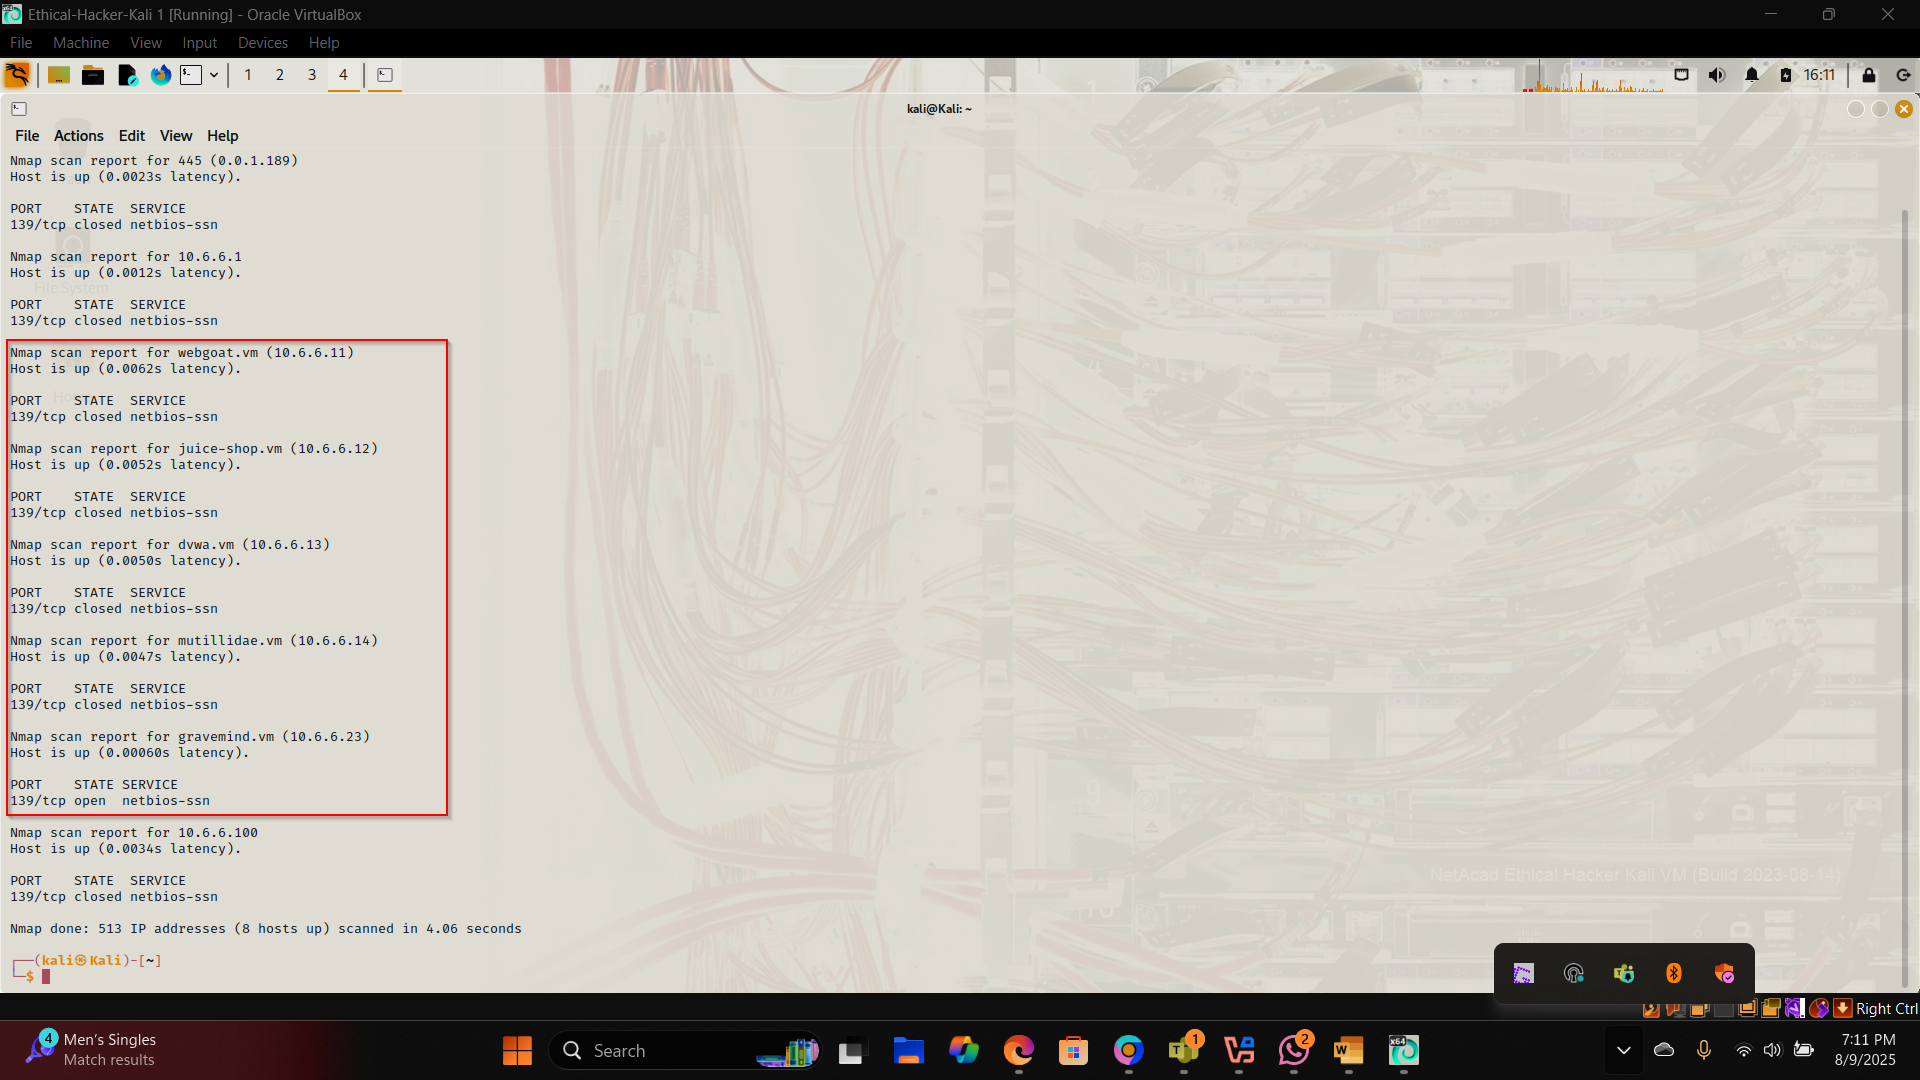 Ethical-Hacker-Kali 1 [Running] - Oracle VirtualBox
File Machine View Input Devices Help
1 2 3 4
16:11
kali@Kali: ~
File Actions Edit View Help
Nmap scan report for 445 (0.0.1.189)
Host is up (0.0023s latency).
PORT    STATE  SERVICE
139/tcp closed netbios-ssn
Nmap scan report for 10.6.6.1
Host is up (0.0012s latency).
File System
PORT    STATE  SERVICE
139/tcp closed netbios-ssn
Nmap scan report for webgoat.vm (10.6.6.11)
Host is up (0.0062s latency).
PORT    STATE  SERVICE
139/tcp closed netbios-ssn
Nmap scan report for juice-shop.vm (10.6.6.12)
Host is up (0.0052s latency).
PORT    STATE  SERVICE
139/tcp closed netbios-ssn
Nmap scan report for dvwa.vm (10.6.6.13)
Host is up (0.0050s latency).
PORT    STATE  SERVICE
139/tcp closed netbios-ssn
Nmap scan report for mutillidae.vm (10.6.6.14)
Host is up (0.0047s latency).
PORT    STATE  SERVICE
139/tcp closed netbios-ssn
Nmap scan report for gravemind.vm (10.6.6.23)
Host is up (0.00060s latency).
PORT    STATE SERVICE
139/tcp open  netbios-ssn
Nmap scan report for 10.6.6.100
Host is up (0.0034s latency).
PORT    STATE  SERVICE
139/tcp closed netbios-ssn
NetAcad Ethical Hacker Kali VM (Build 2023-08-14)
Nmap done: 513 IP addresses (8 hosts up) scanned in 4.06 seconds
┌──(kali㉿Kali)-[~]
└─$
Right Ctrl
4
Men's Singles
Match results
Search
1
2
7:11 PM
8/9/2025